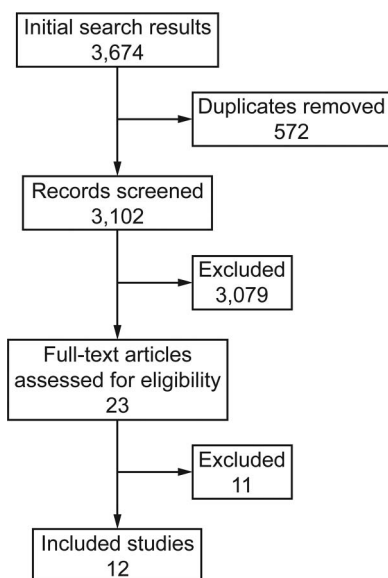 Initial search results
3,674
Duplicates removed
572
Records screened
3,102
Excluded
3,079
Full-text articles
assessed for eligibility
23
Excluded
11
Included studies
12